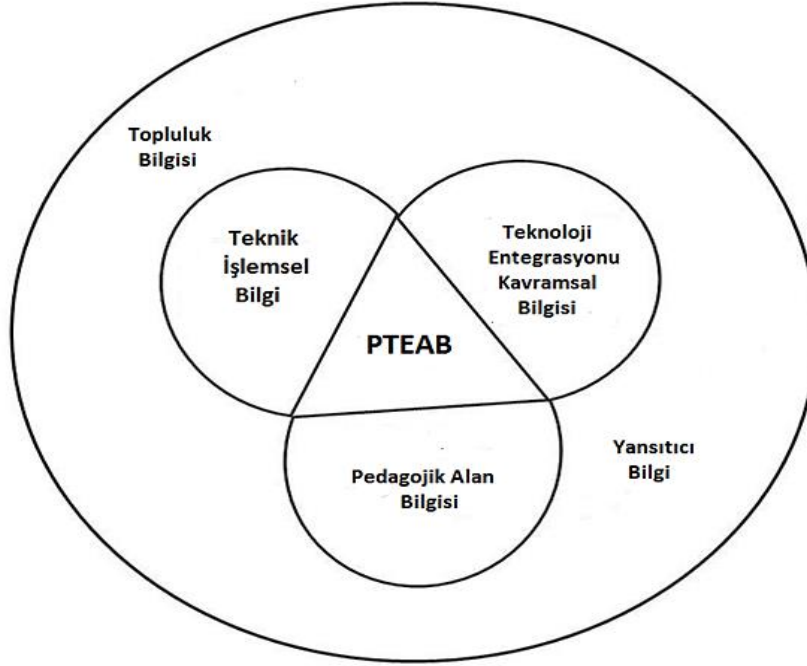 Topluluk
Bilgisi
Teknik
İşlemsel
Bilgi
Teknoloji
Entegrasyonu
Kavramsal
Bilgisi
PTEAB
Pedagojik Alan
Bilgisi
Yansıtıcı
Bilgi